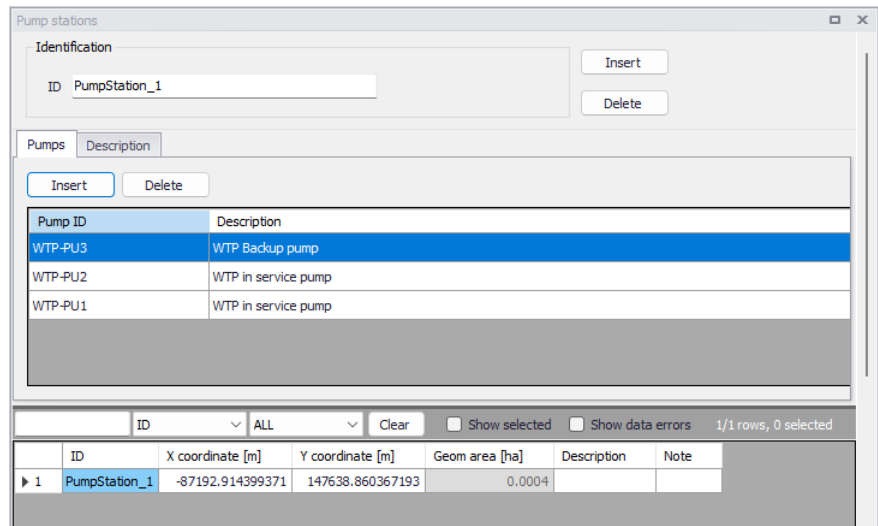 Pump stations
Identification
ID PumpStation_1
Insert
Delete
Pumps Description
Insert Delete
Pump ID Description
WTP-PU3 WTP Backup pump
WTP-PU2 WTP in service pump
WTP-PU1 WTP in service pump
ID ALL Clear Show selected Show data errors 1/1 rows, 0 selected
ID X coordinate [m] Y coordinate [m] Geom area [ha] Description Note
1 PumpStation_1 -87192.914399371 147638.860367193 0.0004